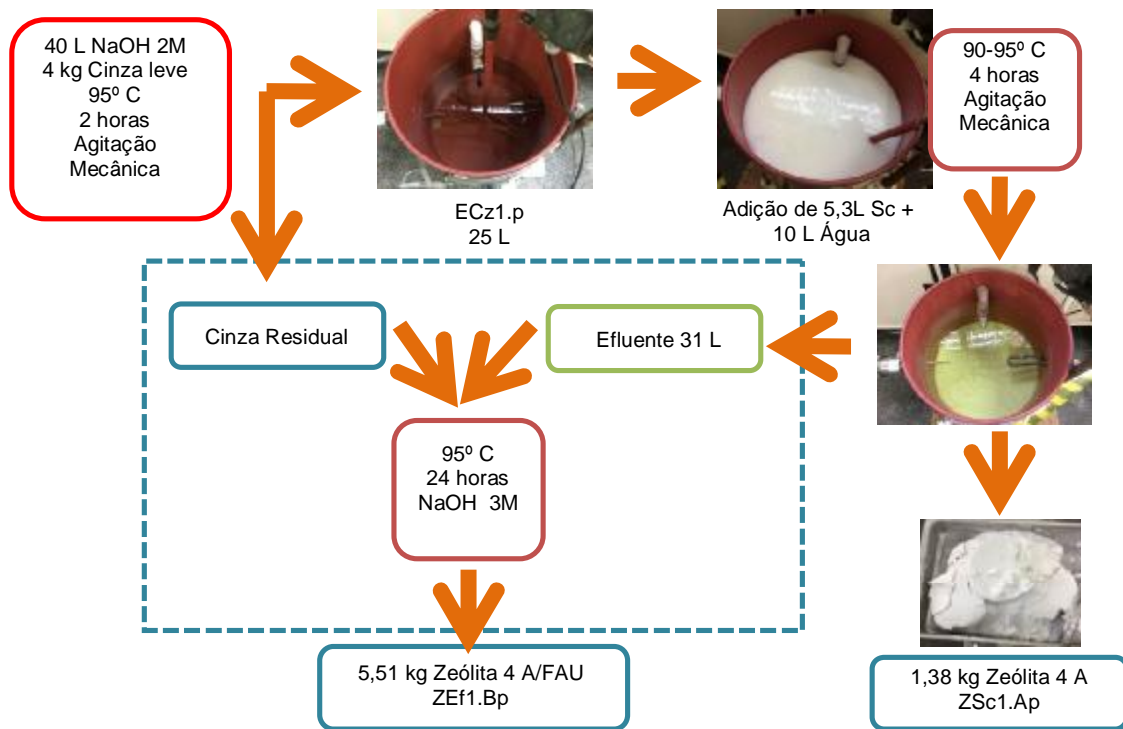 40 L NaOH 2M
4 kg Cinza leve
95º C
2 horas
Agitação
Mecânica
ECz1.p
25 L
Adição de 5,3L Sc +
10 L Água
90-95º C
4 horas
Agitação
Mecânica
Cinza Residual
Efluente 31 L
95º C
24 horas
NaOH 3M
5,51 kg Zeólita 4 A/FAU
ZEf1.Bp
1,38 kg Zeólita 4 A
ZSc1.Ap